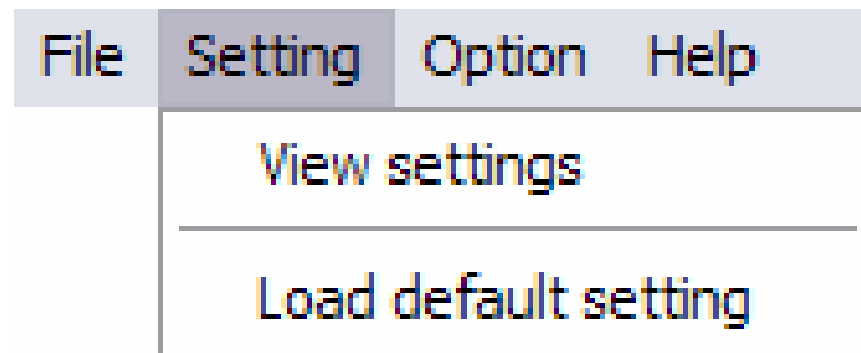 File Setting Option Help
View settings
Load default setting